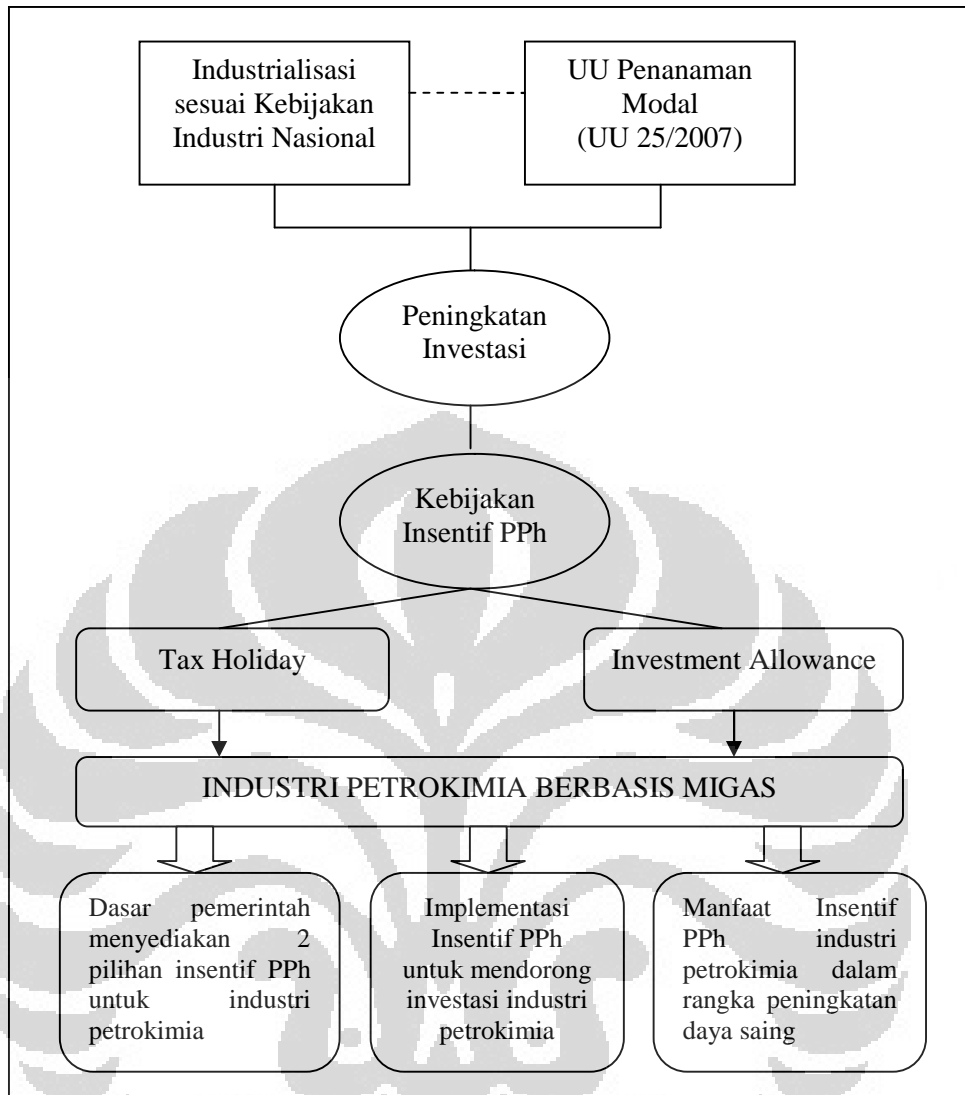 Industrialisasi
sesuai Kebijakan
Industri Nasional
UU Penanaman
Modal
(UU 25/2007)
Peningkatan
Investasi
Kebijakan
Insentif PPh
Tax Holiday
Investment Allowance
INDUSTRI PETROKIMIA BERBASIS MIGAS
Dasar pemerintah
menyediakan 2
pilihan insentif PPh
untuk industri
petrokimia
Implementasi
Insentif PPh
untuk mendorong
investasi industri
petrokimia
Manfaat Insentif
PPh industri
petrokimia dalam
rangka peningkatan
daya saing